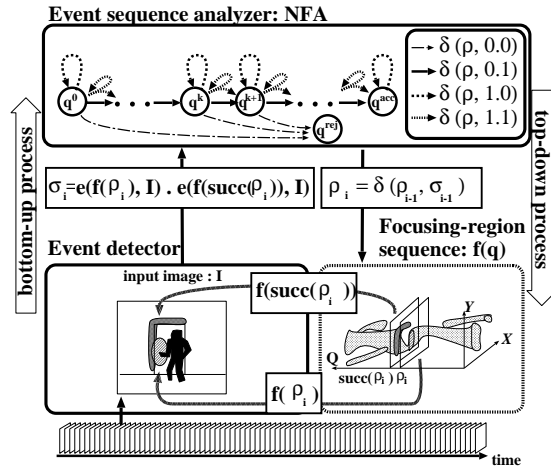 Event sequence analyzer: NFA
q⁰ . . . qᵏ qᵏ⁺¹ . . . qᵃᶜᶜ
qʳᵉʲ
δ (ρ, 0.0)
δ (ρ, 0.1)
δ (ρ, 1.0)
δ (ρ, 1.1)
bottom-up process
top-down process
σᵢ=e(f(ρᵢ), I) . e(f(succ(ρᵢ)), I)
ρᵢ = δ (ρᵢ₋₁, σᵢ₋₁)
Event detector
Focusing-region
sequence: f(q)
input image : I
f(succ(ρᵢ))
f( ρᵢ)
Y
X
Q
succ(ρᵢ) ρᵢ
time